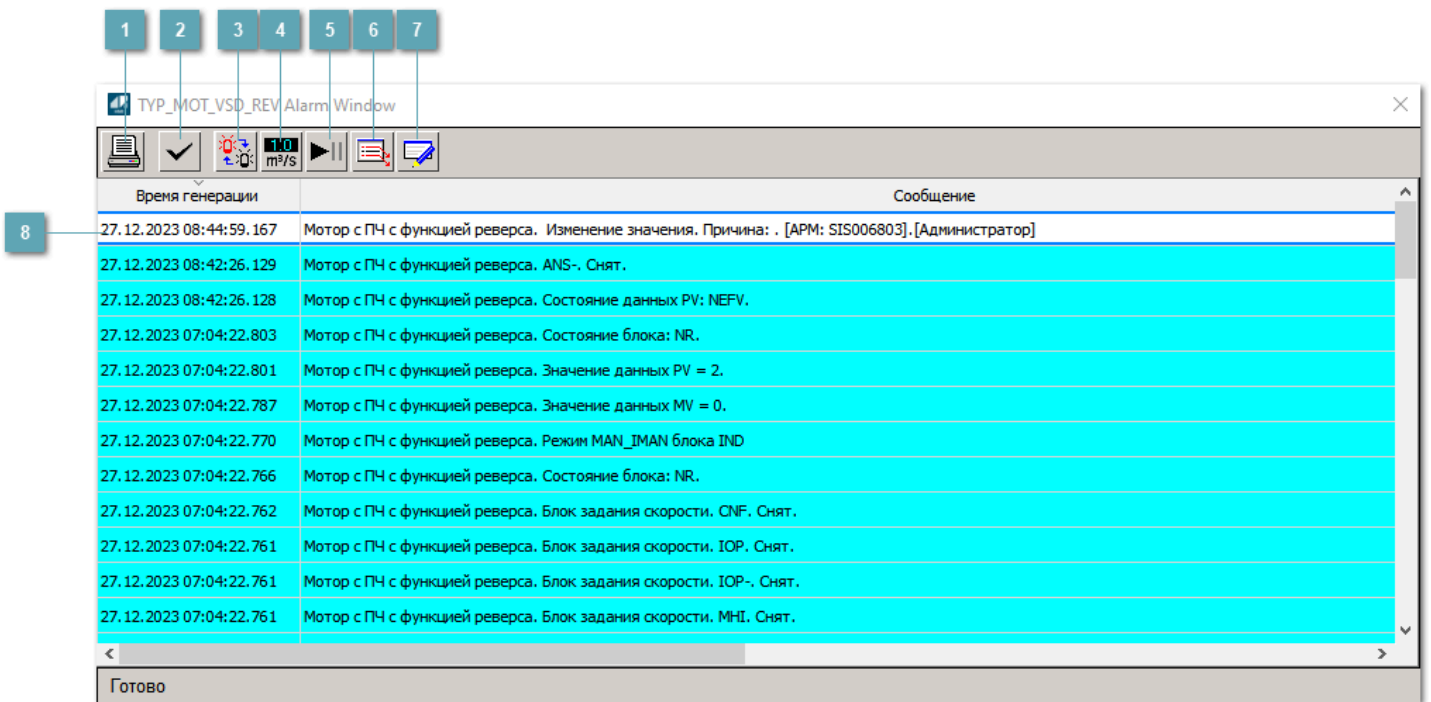 1 2 3 4 5 6 7
TYP_MOT_VSD_REV Alarm Window
1.0 m³/s
Время генерации Сообщение
8
27.12.2023 08:44:59.167 Мотор с ПЧ с функцией реверса.  Изменение значения. Причина: . [АРМ: SIS006803].[Администратор]
27.12.2023 08:42:26.129 Мотор с ПЧ с функцией реверса. ANS-. Снят.
27.12.2023 08:42:26.128 Мотор с ПЧ с функцией реверса. Состояние данных PV: NEFV.
27.12.2023 07:04:22.803 Мотор с ПЧ с функцией реверса. Состояние блока: NR.
27.12.2023 07:04:22.801 Мотор с ПЧ с функцией реверса. Значение данных PV = 2.
27.12.2023 07:04:22.787 Мотор с ПЧ с функцией реверса. Значение данных MV = 0.
27.12.2023 07:04:22.770 Мотор с ПЧ с функцией реверса. Режим MAN_IMAN блока IND
27.12.2023 07:04:22.766 Мотор с ПЧ с функцией реверса. Состояние блока: NR.
27.12.2023 07:04:22.762 Мотор с ПЧ с функцией реверса. Блок задания скорости. CNF. Снят.
27.12.2023 07:04:22.761 Мотор с ПЧ с функцией реверса. Блок задания скорости. IOP. Снят.
27.12.2023 07:04:22.761 Мотор с ПЧ с функцией реверса. Блок задания скорости. IOP-. Снят.
27.12.2023 07:04:22.761 Мотор с ПЧ с функцией реверса. Блок задания скорости. MHI. Снят.
Готово